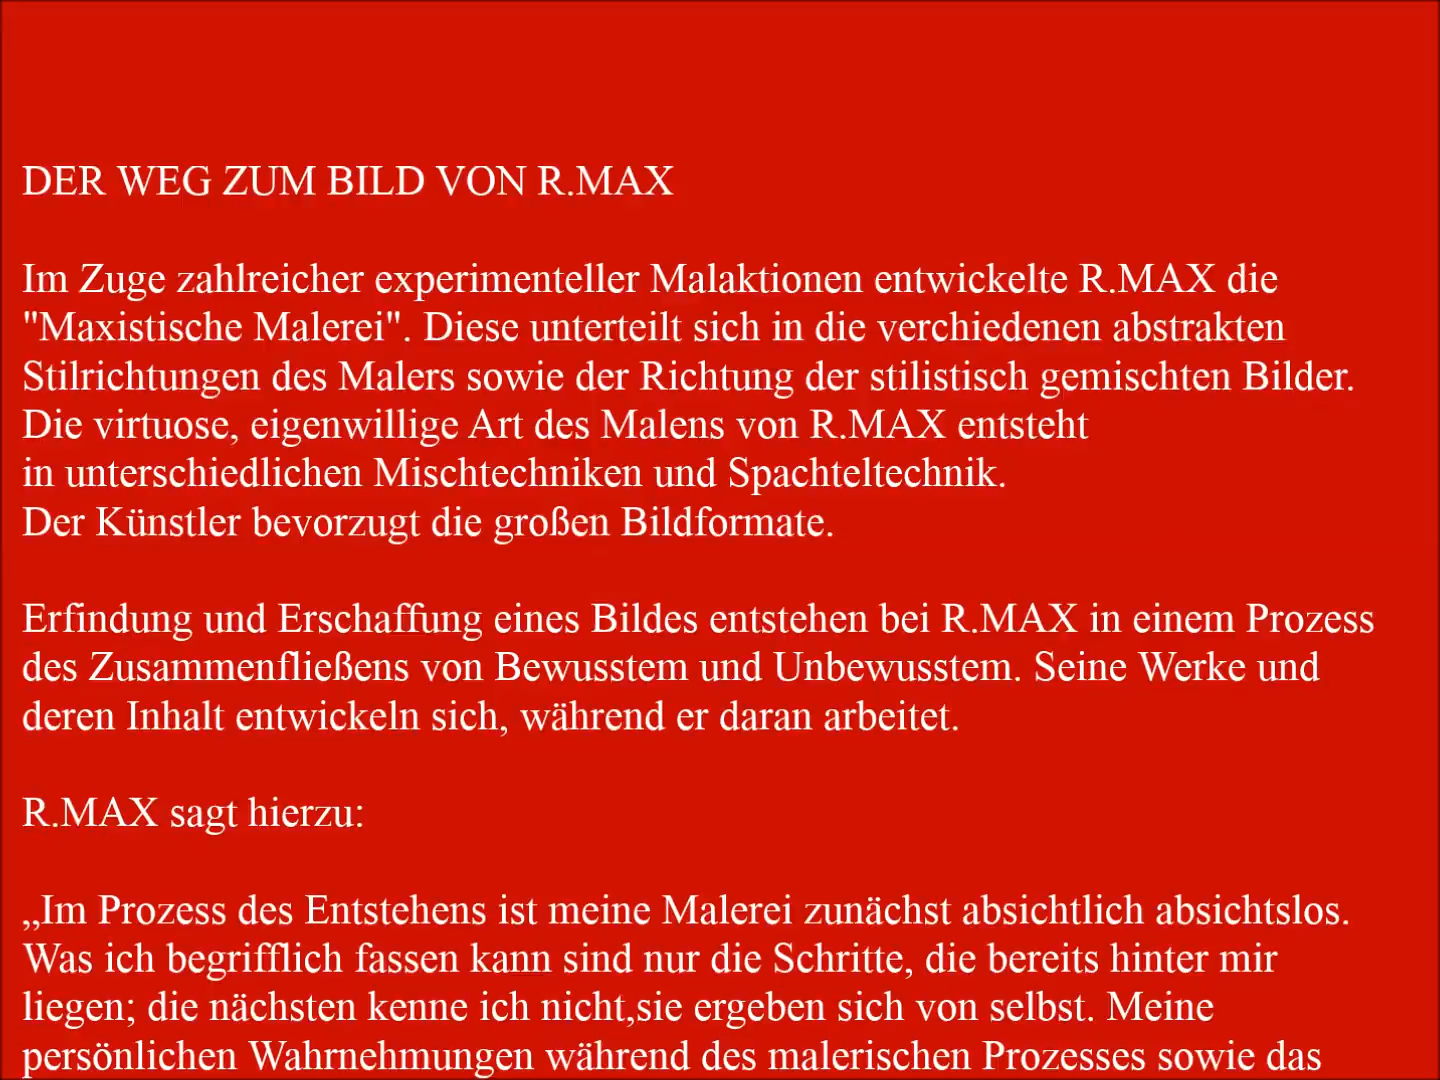 DER WEG ZUM BILD VON R.MAX
Im Zuge zahlreicher experimenteller Malaktionen entwickelte R.MAX die
"Maxistische Malerei". Diese unterteilt sich in die verchiedenen abstrakten
Stilrichtungen des Malers sowie der Richtung der stilistisch gemischten Bilder.
Die virtuose, eigenwillige Art des Malens von R.MAX entsteht
in unterschiedlichen Mischtechniken und Spachteltechnik.
Der Künstler bevorzugt die großen Bildformate.
Erfindung und Erschaffung eines Bildes entstehen bei R.MAX in einem Prozess
des Zusammenfließens von Bewusstem und Unbewusstem. Seine Werke und
deren Inhalt entwickeln sich, während er daran arbeitet.
R.MAX sagt hierzu:
„Im Prozess des Entstehens ist meine Malerei zunächst absichtlich absichtslos.
Was ich begrifflich fassen kann sind nur die Schritte, die bereits hinter mir
liegen; die nächsten kenne ich nicht,sie ergeben sich von selbst. Meine
persönlichen Wahrnehmungen während des malerischen Prozesses sowie das